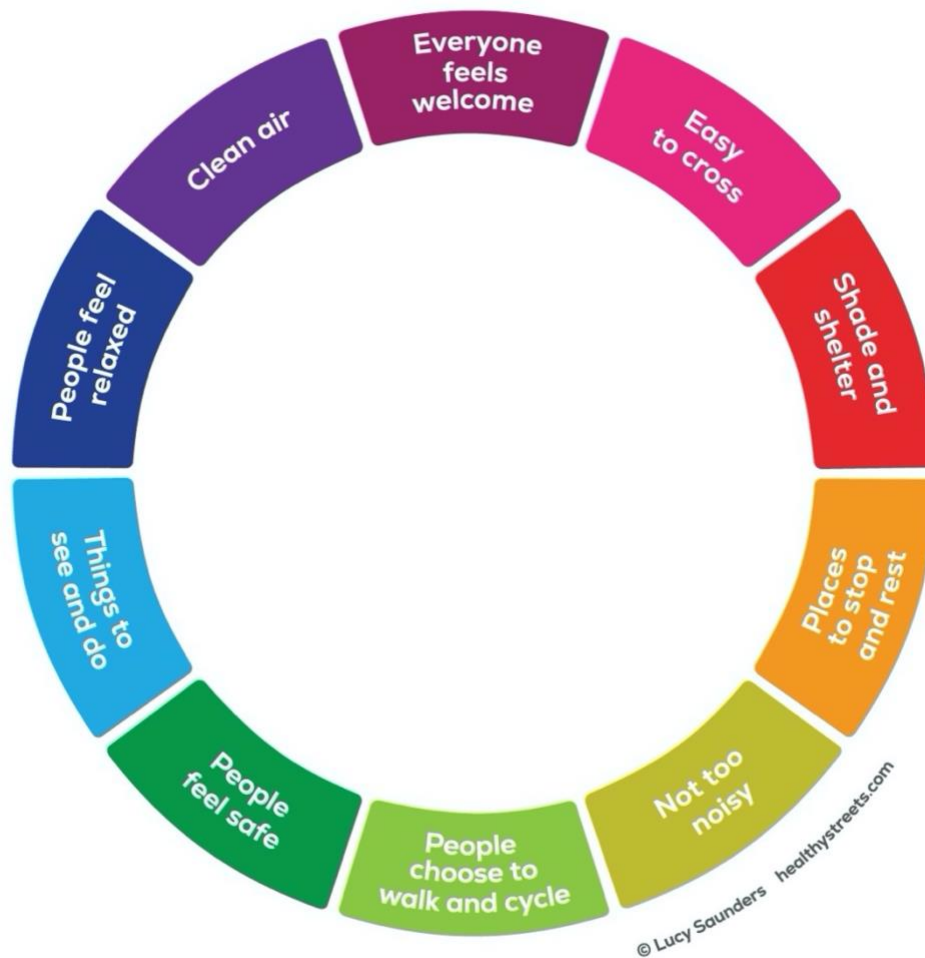 Everyone
feels
welcome
Easy
to cross
Shade and
shelter
Places
to stop
and rest
Not too
noisy
People
choose to
walk and cycle
People
feel safe
Things to
see and do
People feel
relaxed
Clean air
© Lucy Saunders healthystreets.com